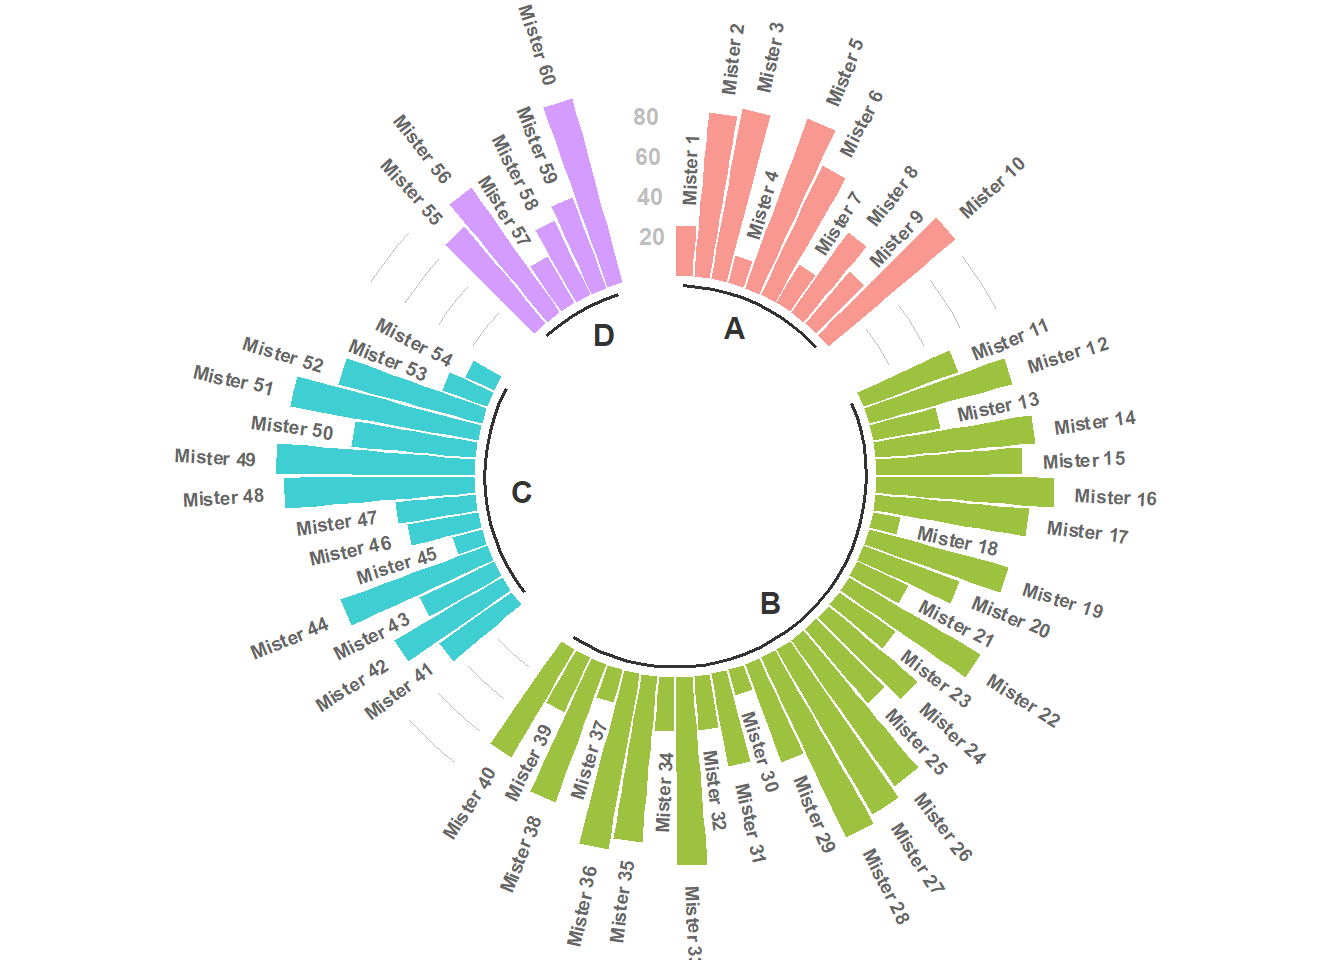 80
60
40
20
Mister 1
Mister 2
Mister 3
Mister 4
Mister 5
Mister 6
Mister 7
Mister 8
Mister 9
Mister 10
Mister 11
Mister 12
Mister 13
Mister 14
Mister 15
Mister 16
Mister 17
Mister 18
Mister 19
Mister 20
Mister 21
Mister 22
Mister 23
Mister 24
Mister 25
Mister 26
Mister 27
Mister 28
Mister 29
Mister 30
Mister 31
Mister 32
Mister 33
Mister 34
Mister 35
Mister 36
Mister 37
Mister 38
Mister 39
Mister 40
Mister 41
Mister 42
Mister 43
Mister 44
Mister 45
Mister 46
Mister 47
Mister 48
Mister 49
Mister 50
Mister 51
Mister 52
Mister 53
Mister 54
Mister 55
Mister 56
Mister 57
Mister 58
Mister 59
Mister 60
A
B
C
D